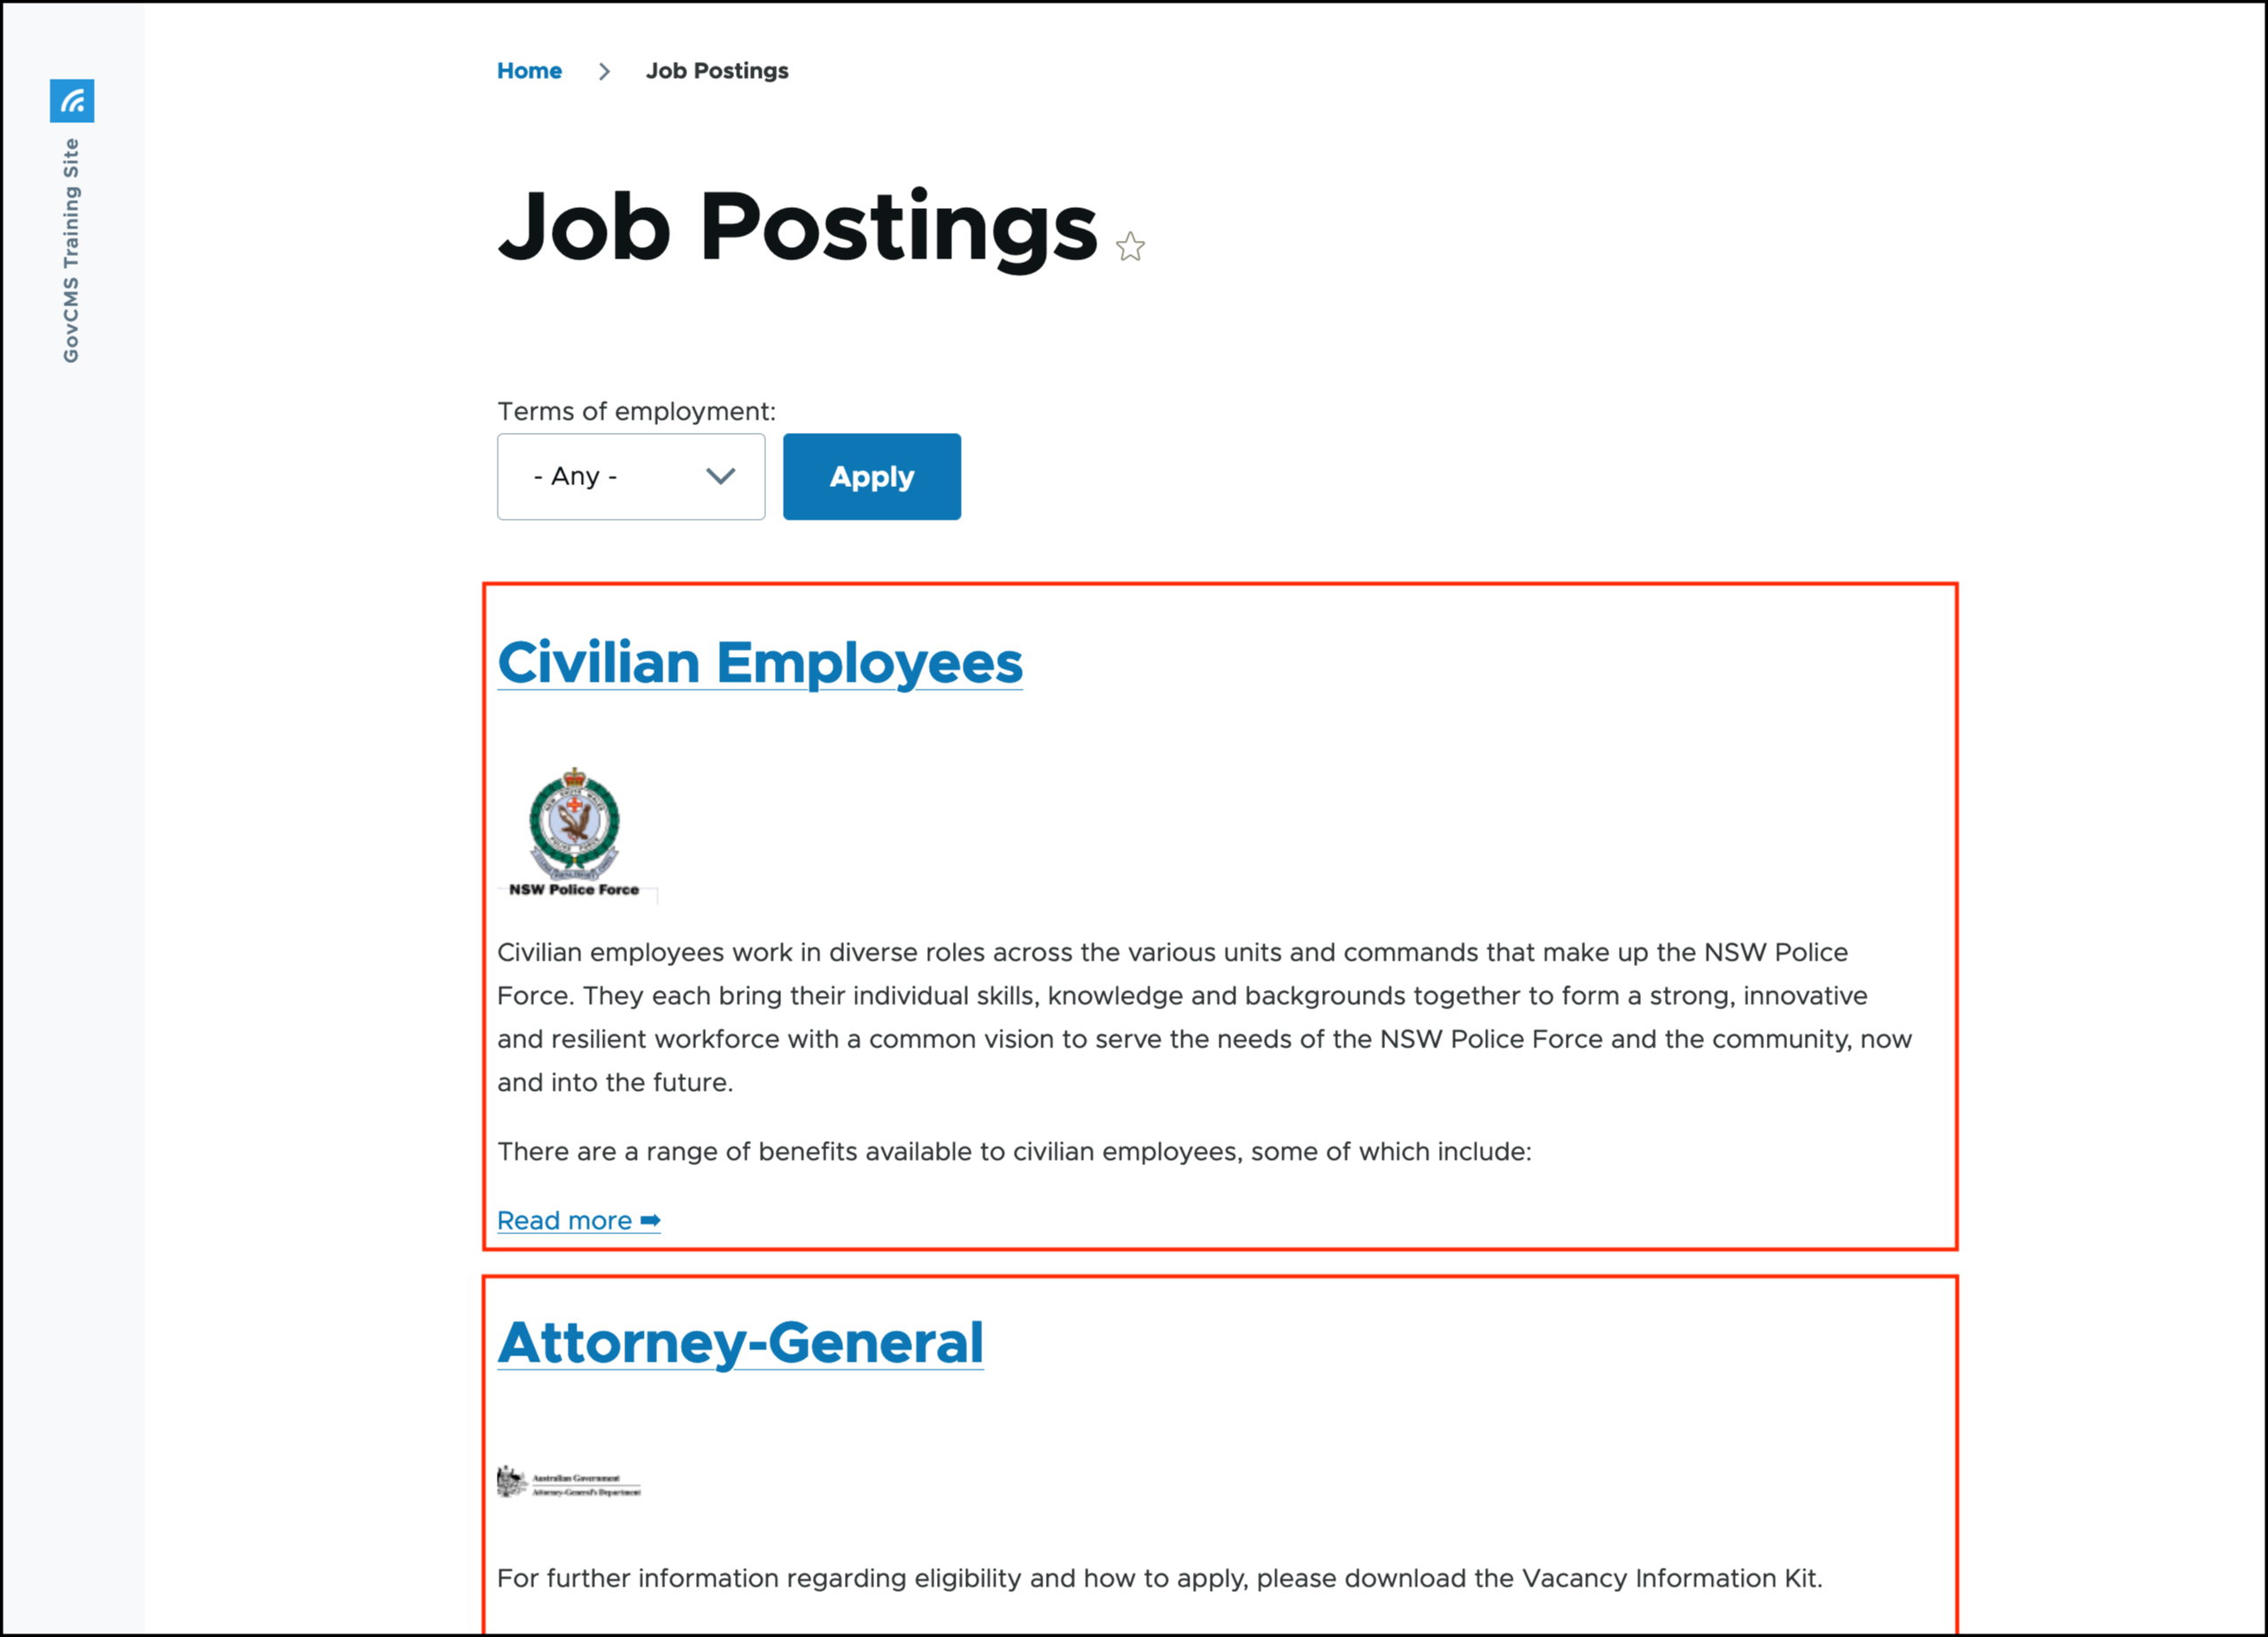 GovCMS Training Site
Home
Job Postings
Job Postings
Terms of employment:
- Any -
Apply
Civilian Employees
NEW SOUTH WALES
POLICE FORCE
NSW Police Force
Civilian employees work in diverse roles across the various units and commands that make up the NSW Police
Force. They each bring their individual skills, knowledge and backgrounds together to form a strong, innovative
and resilient workforce with a common vision to serve the needs of the NSW Police Force and the community, now
and into the future.
There are a range of benefits available to civilian employees, some of which include:
Read more ➡
Attorney-General
Australian Government
Attorney-General's Department
For further information regarding eligibility and how to apply, please download the Vacancy Information Kit.